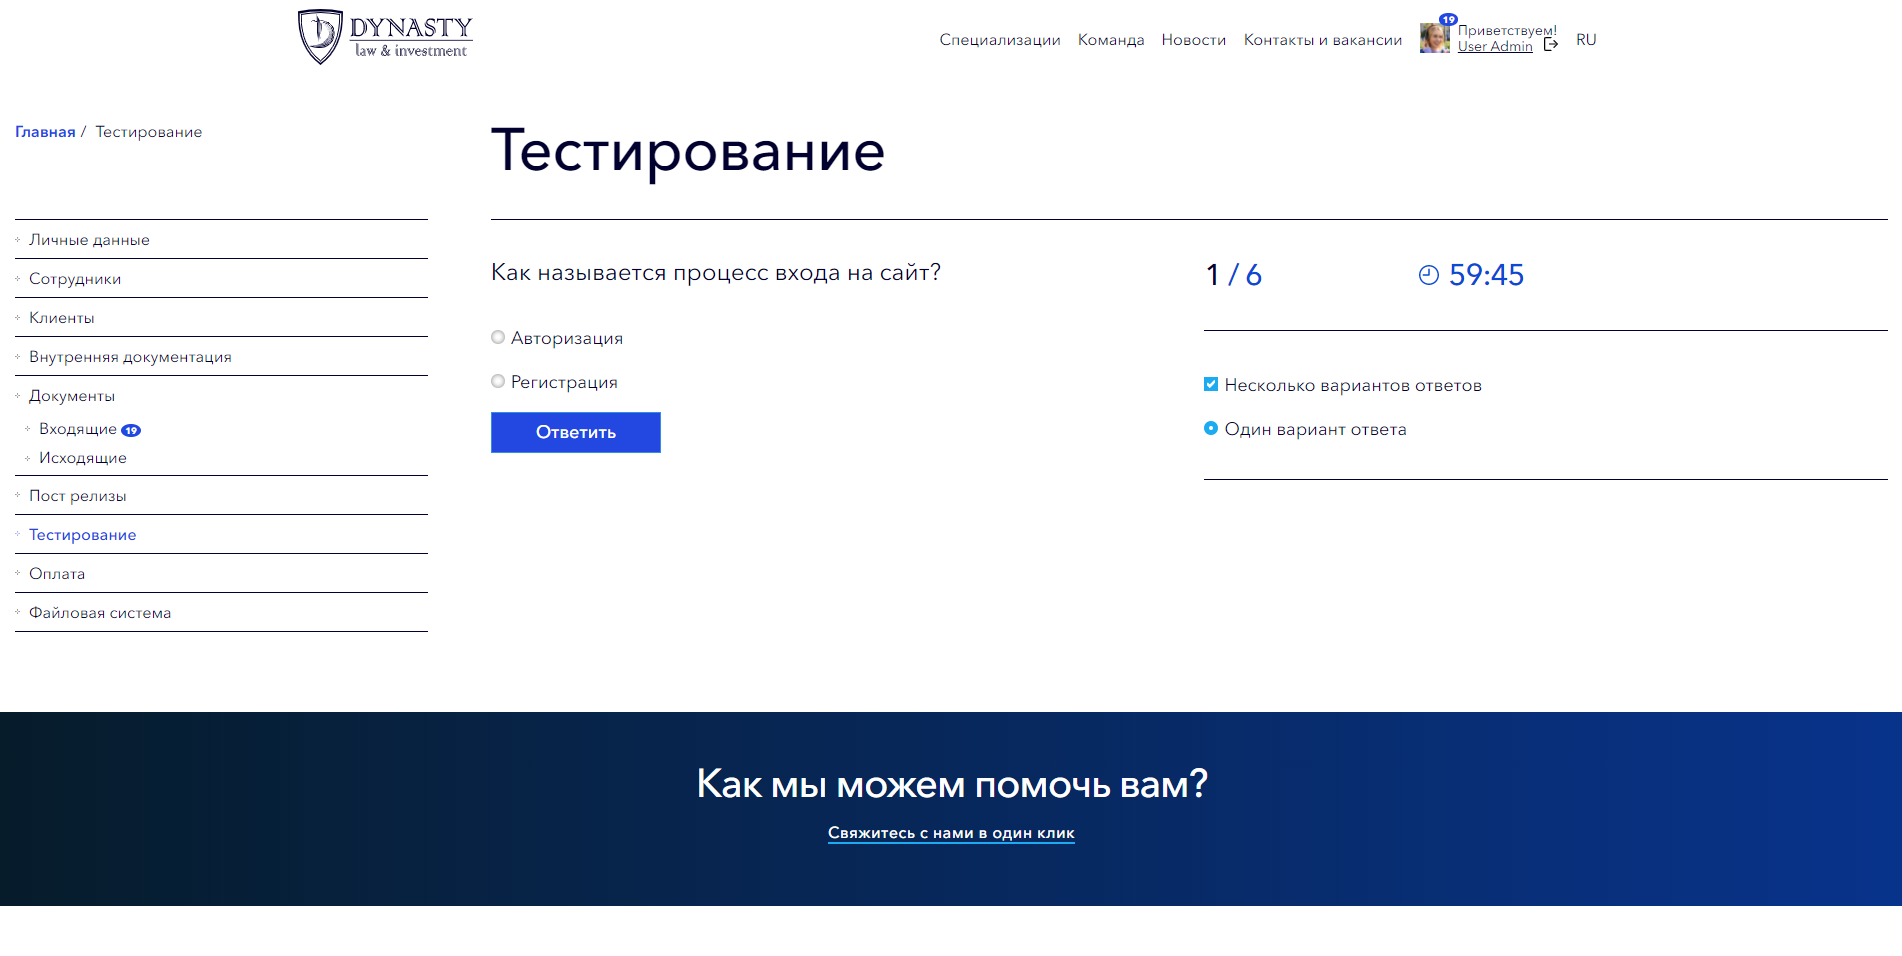 DYNASTY
law & investment
Специализации Команда Новости Контакты и вакансии
19
Приветствуем!
User Admin
RU
Главная / Тестирование
Тестирование
Личные данные
Сотрудники
Клиенты
Внутренняя документация
Документы
Входящие 19
Исходящие
Пост релизы
Тестирование
Оплата
Файловая система
Как называется процесс входа на сайт?
Авторизация
Регистрация
Ответить
1 / 6
59:45
Несколько вариантов ответов
Один вариант ответа
Как мы можем помочь вам?
Свяжитесь с нами в один клик